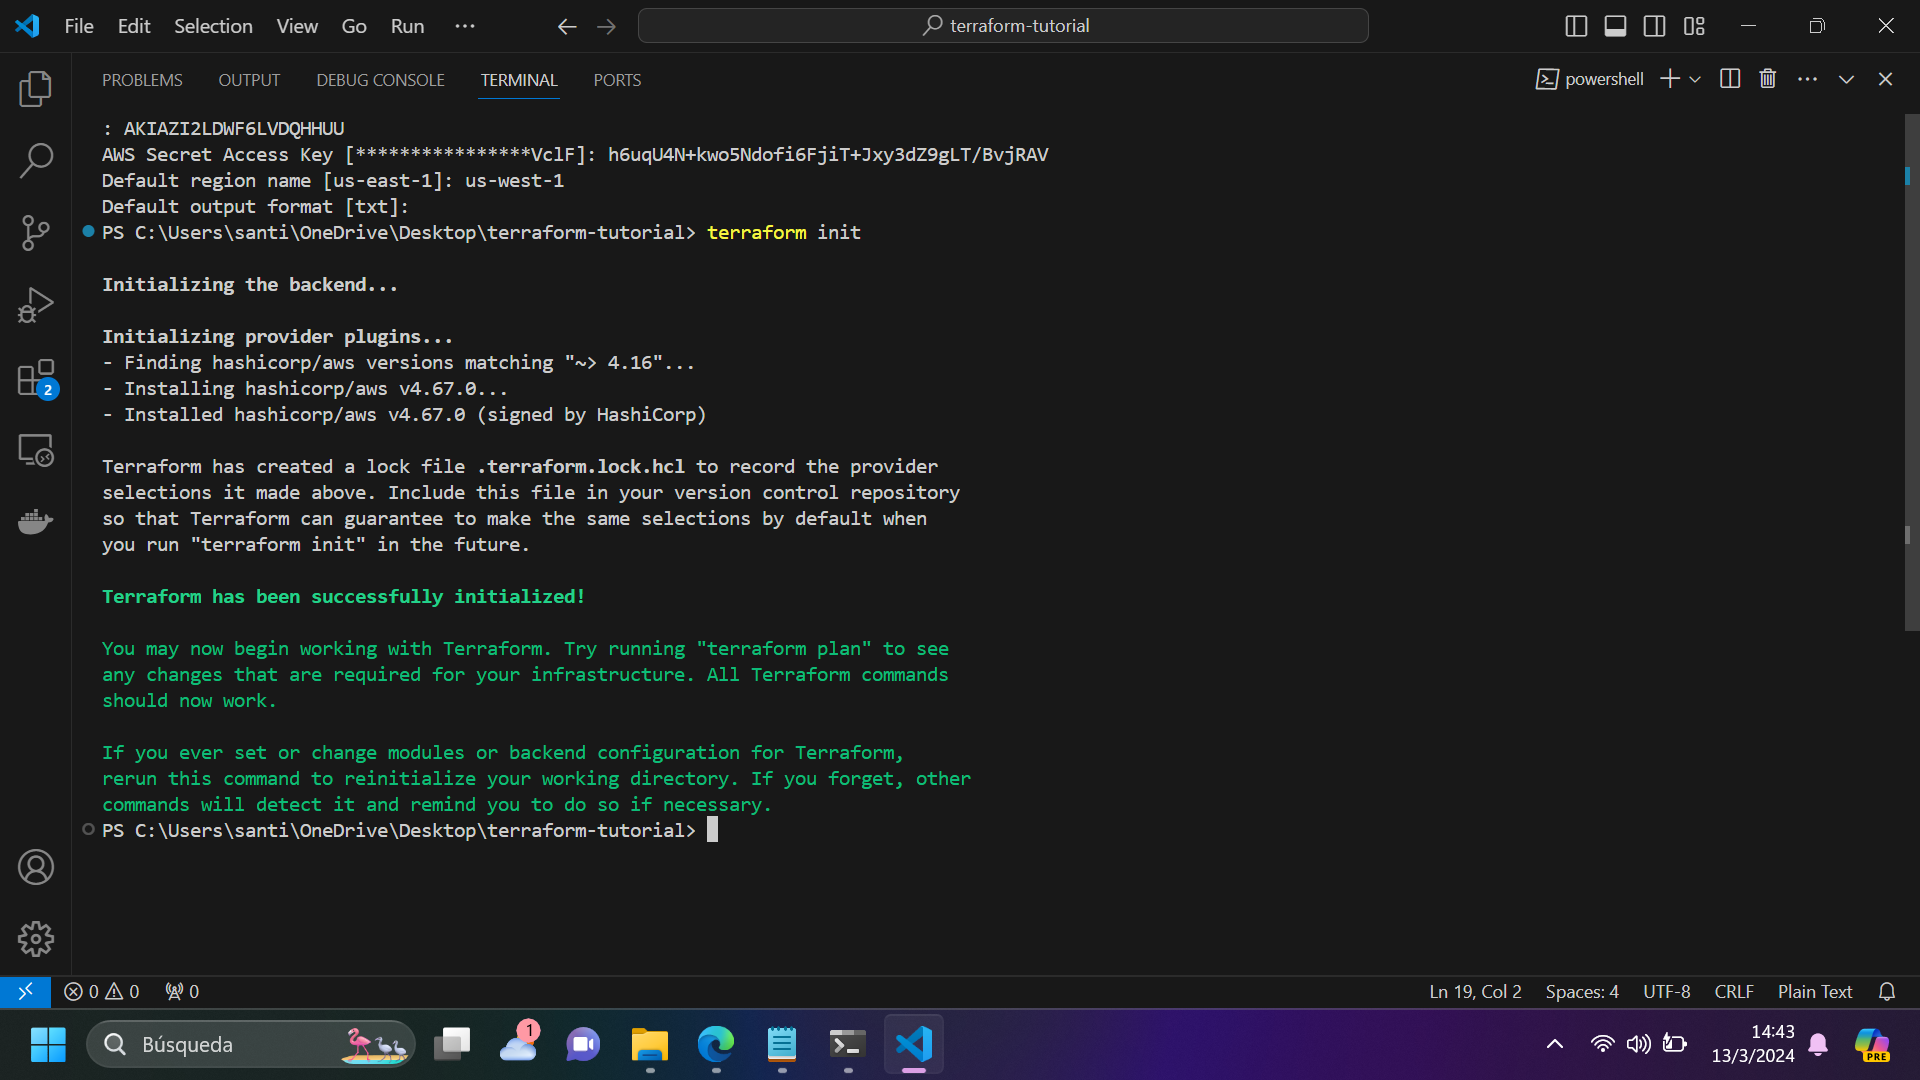 File Edit Selection View Go Run ...
terraform-tutorial
PROBLEMS OUTPUT DEBUG CONSOLE TERMINAL PORTS
powershell
: AKIAZI2LDWF6LVDQHHUU
AWS Secret Access Key [****************VclF]: 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
Default region name [us-east-1]: us-west-1
Default output format [txt]:
PS C:\Users\santi\OneDrive\Desktop\terraform-tutorial> terraform init
Initializing the backend...
Initializing provider plugins...
- Finding hashicorp/aws versions matching "~> 4.16"...
- Installing hashicorp/aws v4.67.0...
- Installed hashicorp/aws v4.67.0 (signed by HashiCorp)
Terraform has created a lock file .terraform.lock.hcl to record the provider
selections it made above. Include this file in your version control repository
so that Terraform can guarantee to make the same selections by default when
you run "terraform init" in the future.
Terraform has been successfully initialized!
You may now begin working with Terraform. Try running "terraform plan" to see
any changes that are required for your infrastructure. All Terraform commands
should now work.
If you ever set or change modules or backend configuration for Terraform,
rerun this command to reinitialize your working directory. If you forget, other
commands will detect it and remind you to do so if necessary.
PS C:\Users\santi\OneDrive\Desktop\terraform-tutorial>
2
0 0 0
Ln 19, Col 2 Spaces: 4 UTF-8 CRLF Plain Text
Búsqueda
1
14:43
13/3/2024
PRE